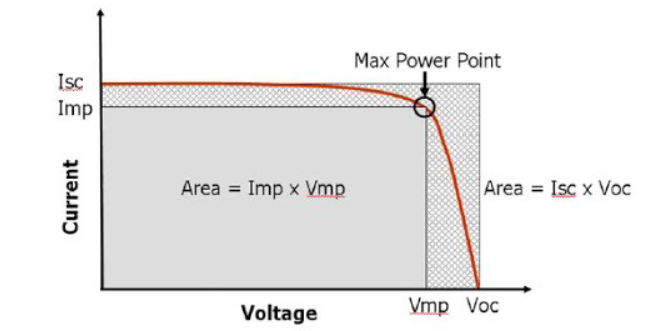 Max Power Point
Isc
Imp
Area = Imp x Vmp
Area = Isc x Voc
Current
Vmp Voc
Voltage